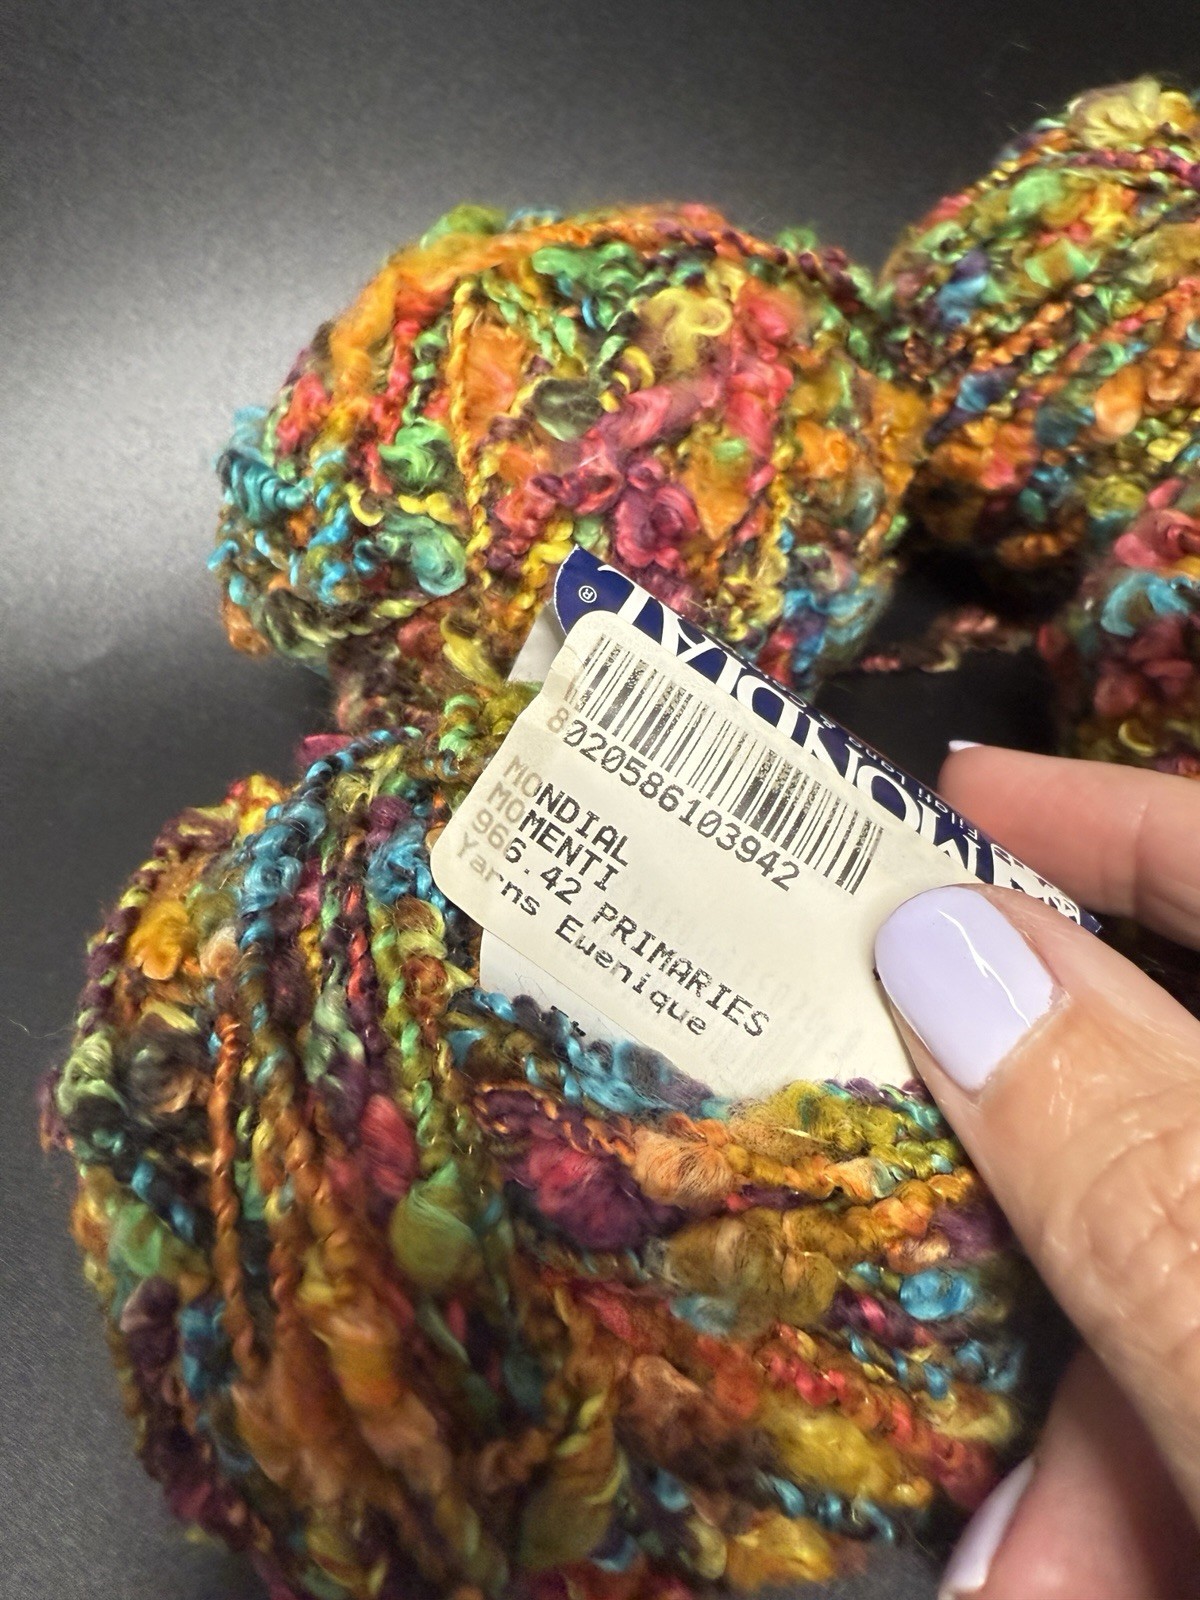 MONDIAL
®
8020586103942
MONDIAL
MOMENTI
966.42 PRIMARIES
Yarns Ewenique